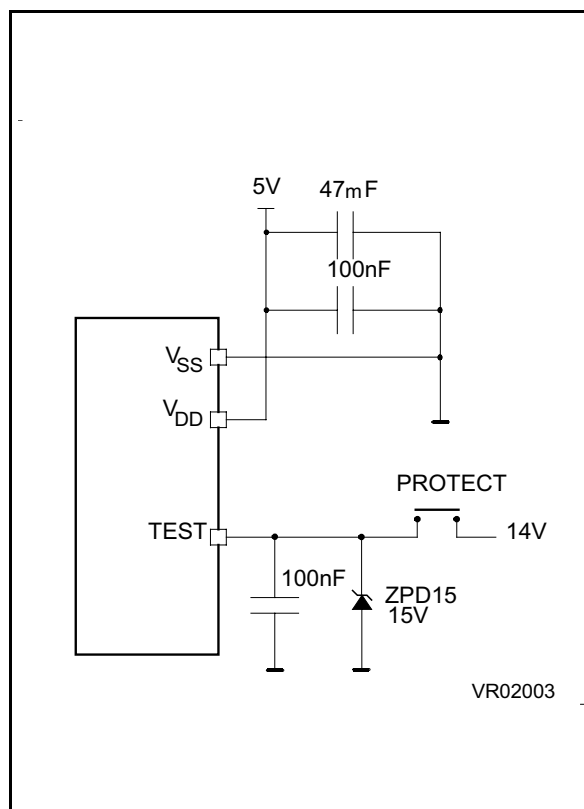 5V
47mF
100nF
VSS
VDD
PROTECT
TEST
14V
100nF
ZPD15
15V
VR02003